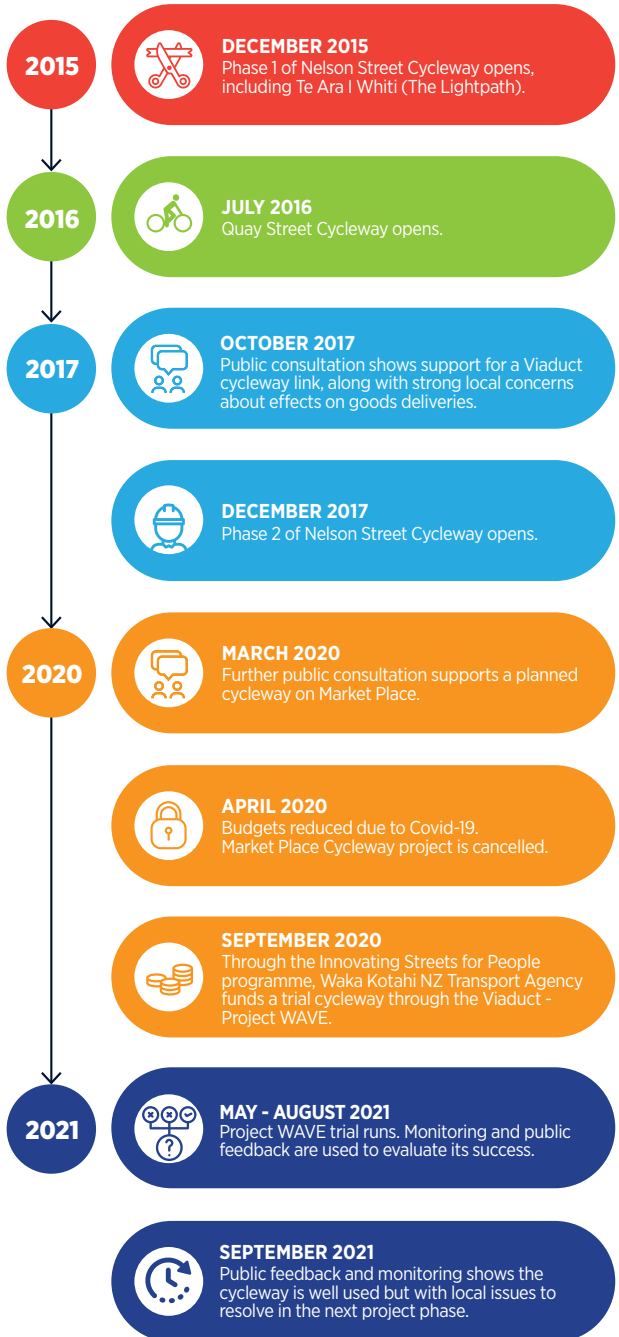 2015
DECEMBER 2015
Phase 1 of Nelson Street Cycleway opens,
including Te Ara I Whiti (The Lightpath).
2016
JULY 2016
Quay Street Cycleway opens.
2017
OCTOBER 2017
Public consultation shows support for a Viaduct
cycleway link, along with strong local concerns
about effects on goods deliveries.
DECEMBER 2017
Phase 2 of Nelson Street Cycleway opens.
2020
MARCH 2020
Further public consultation supports a planned
cycleway on Market Place.
APRIL 2020
Budgets reduced due to Covid-19.
Market Place Cycleway project is cancelled.
SEPTEMBER 2020
Through the Innovating Streets for People
programme, Waka Kotahi NZ Transport Agency
funds a trial cycleway through the Viaduct -
Project WAVE.
2021
MAY - AUGUST 2021
Project WAVE trial runs. Monitoring and public
feedback are used to evaluate its success.
?
SEPTEMBER 2021
Public feedback and monitoring shows the
cycleway is well used but with local issues to
resolve in the next project phase.